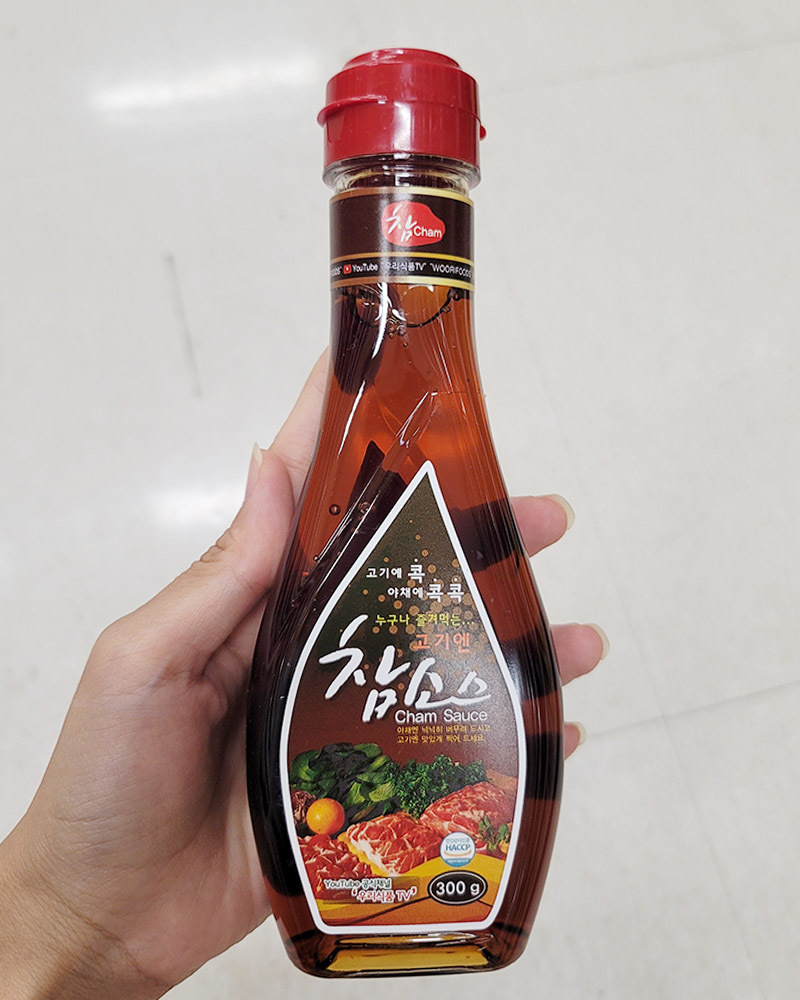 참 Cham
YouTube "우리식품TV" "WOORIFOODS"
고기에 콕
야채에 콕콕
누구나 즐겨먹는...
고기엔
참소스
Cham Sauce
야채엔 넉넉히 버무려 드시고
고기엔 맛있게 찍어 드세요
HACCP
YouTube 공식채널
'우리식품 TV'
300 g